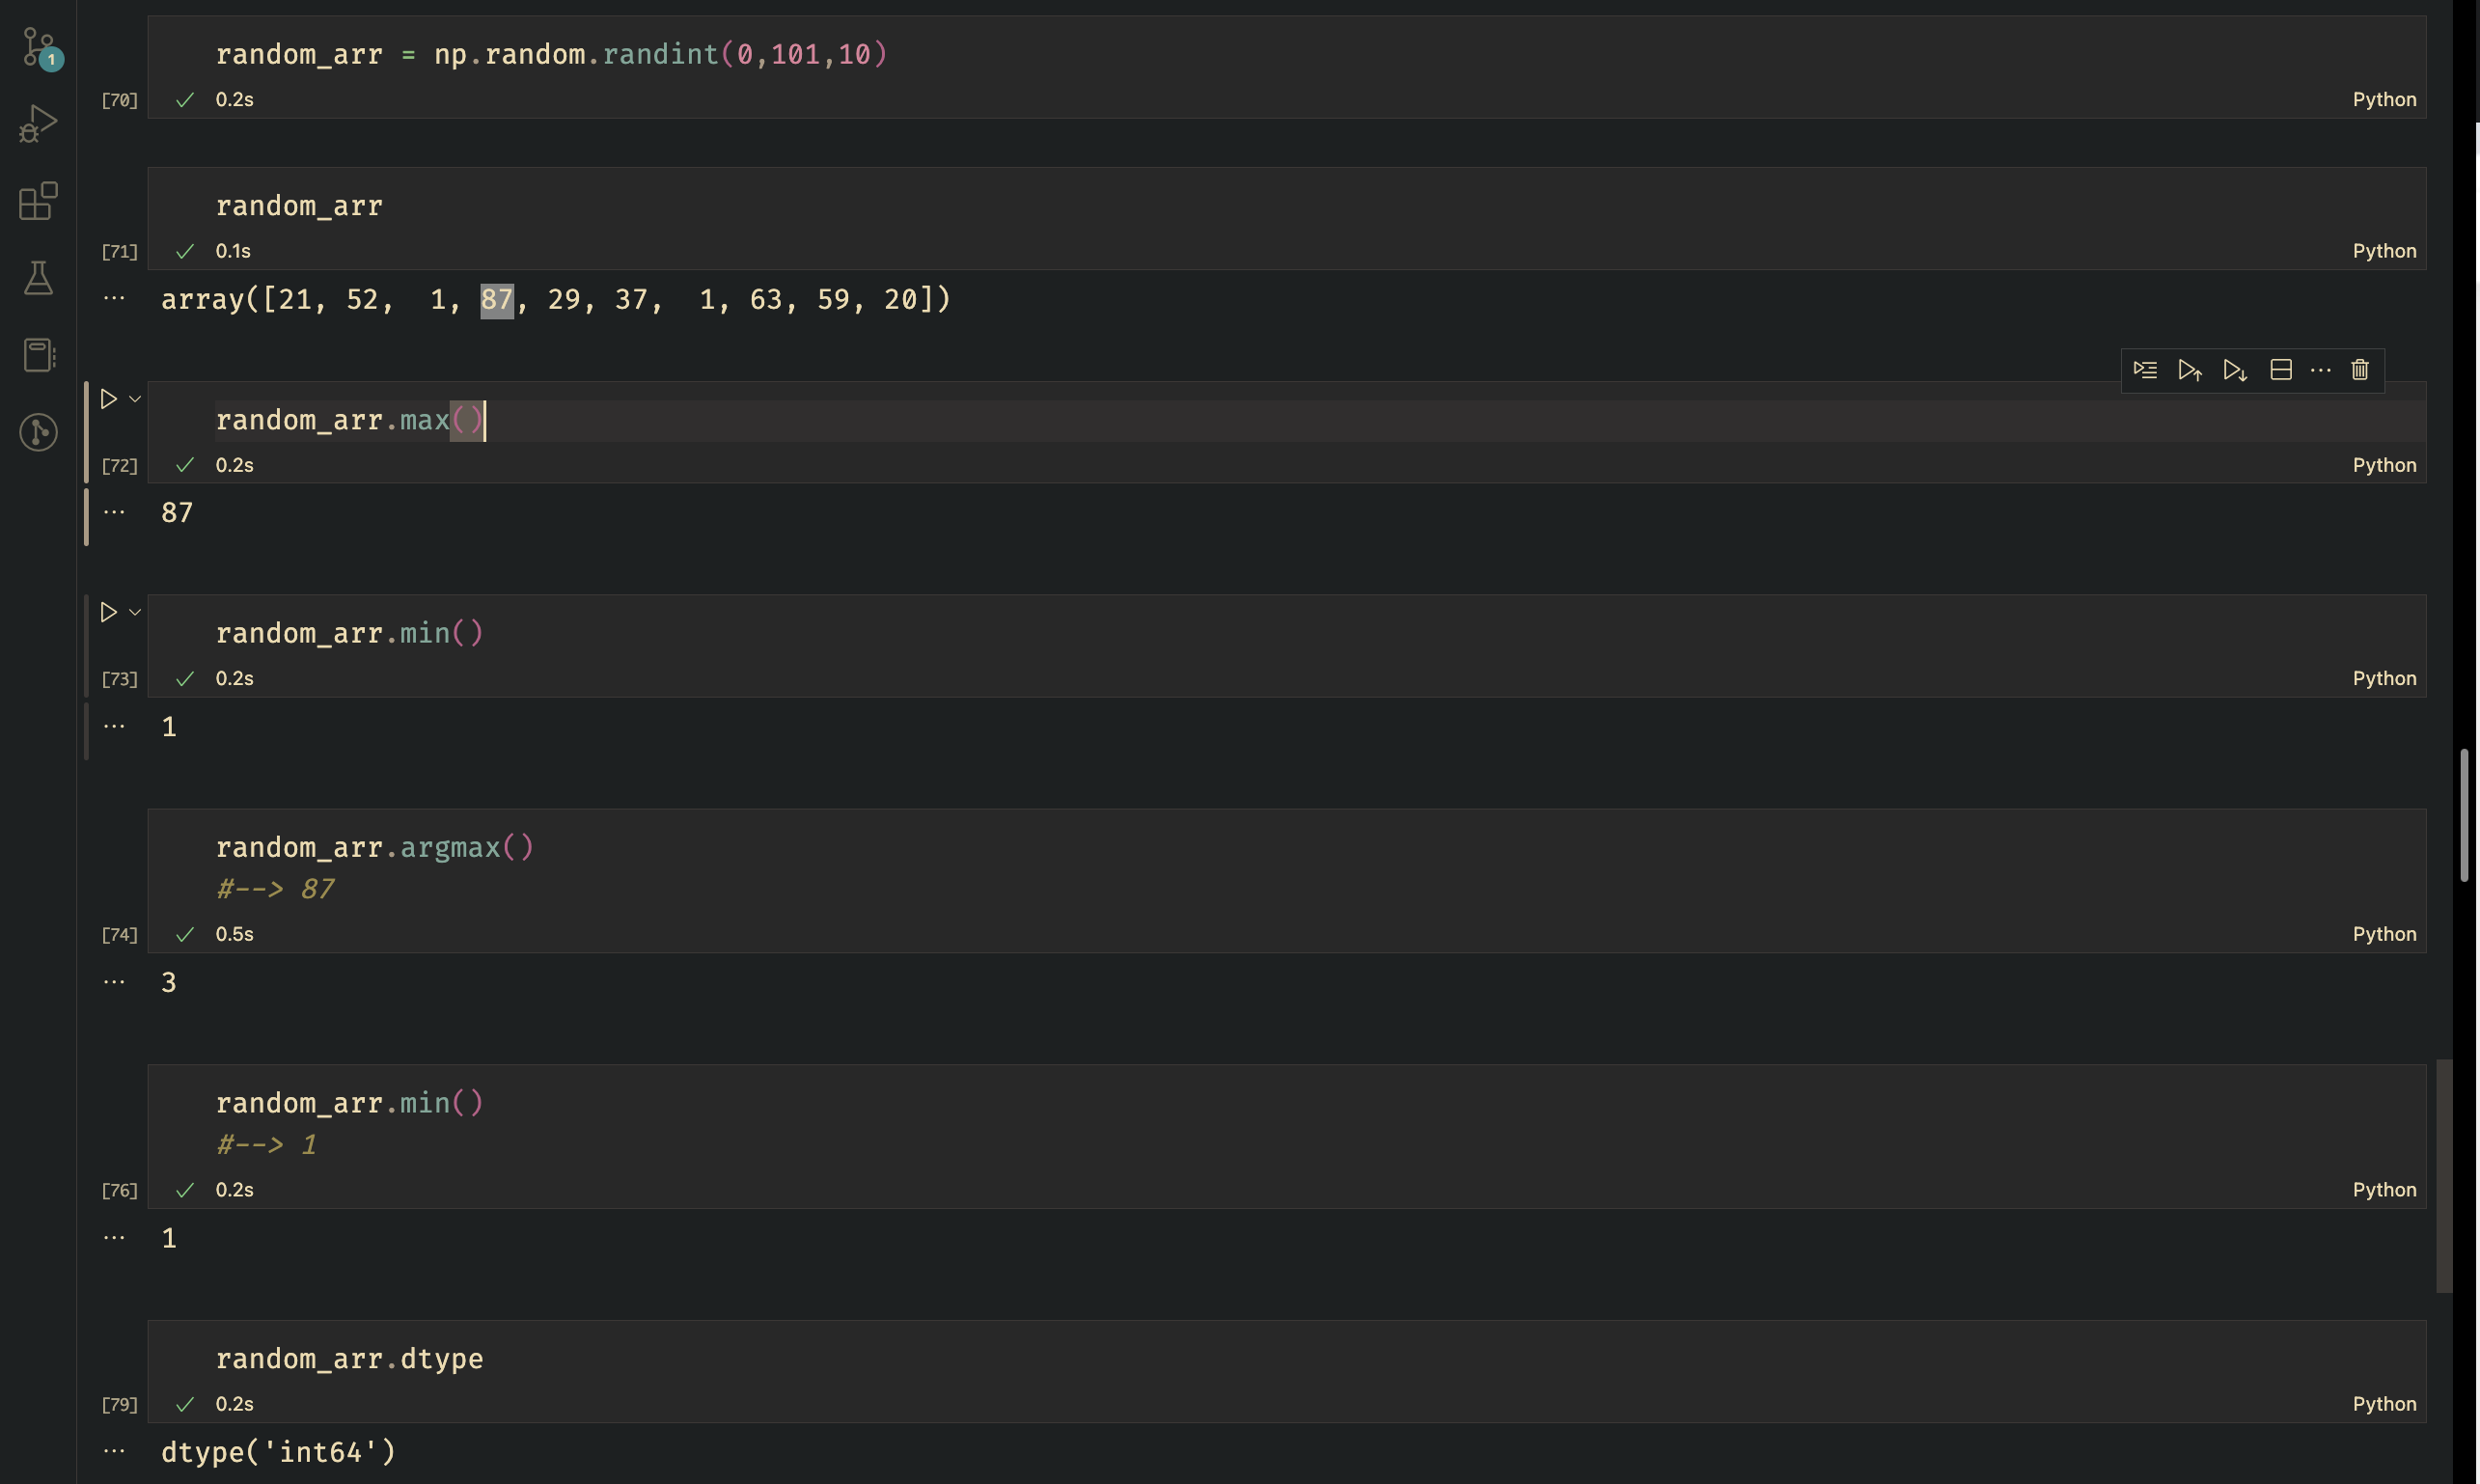 1
random_arr = np.random.randint(0,101,10)
[70] 0.2s Python
random_arr
[71] 0.1s Python
array([21, 52,  1, 87, 29, 37,  1, 63, 59, 20])
random_arr.max()
[72] 0.2s Python
87
random_arr.min()
[73] 0.2s Python
1
random_arr.argmax()
#--> 87
[74] 0.5s Python
3
random_arr.min()
#--> 1
[76] 0.2s Python
1
random_arr.dtype
[79] 0.2s Python
dtype('int64')